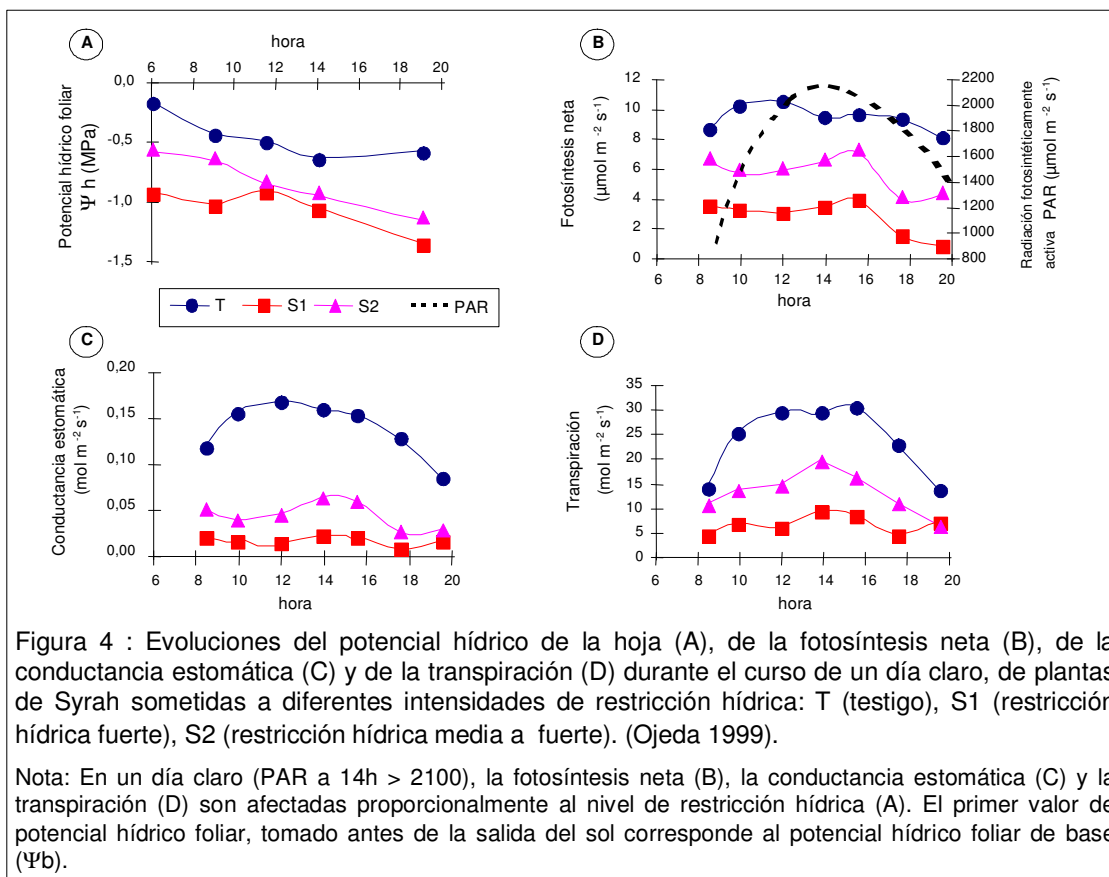 A
hora
6 8 10 12 14 16 18 20
0,0
-0,5
-1,0
-1,5
Potencial hídrico foliar
Ψ h (MPa)
B
12
10
8
6
4
2
0
Fotosíntesis neta
(µmol m⁻² s⁻¹)
2200
2000
1800
1600
1400
1200
1000
800
Radiación fotosintéticamente
activa PAR (µmol m⁻² s⁻¹)
6 8 10 12 14 16 18 20
hora
T S1 S2 PAR
C
0,20
0,15
0,10
0,05
0,00
Conductancia estomática
(mol m⁻² s⁻¹)
6 8 10 12 14 16 18 20
hora
D
35
30
25
20
15
10
5
0
Transpiración
(mol m⁻² s⁻¹)
6 8 10 12 14 16 18 20
hora
Figura 4 : Evoluciones del potencial hídrico de la hoja (A), de la fotosíntesis neta (B), de la
conductancia estomática (C) y de la transpiración (D) durante el curso de un día claro, de plantas
de Syrah sometidas a diferentes intensidades de restricción hídrica: T (testigo), S1 (restricción
hídrica fuerte), S2 (restricción hídrica media a fuerte). (Ojeda 1999).
Nota: En un día claro (PAR a 14h > 2100), la fotosíntesis neta (B), la conductancia estomática (C) y la
transpiración (D) son afectadas proporcionalmente al nivel de restricción hídrica (A). El primer valor de
potencial hídrico foliar, tomado antes de la salida del sol corresponde al potencial hídrico foliar de base
(Ψb).